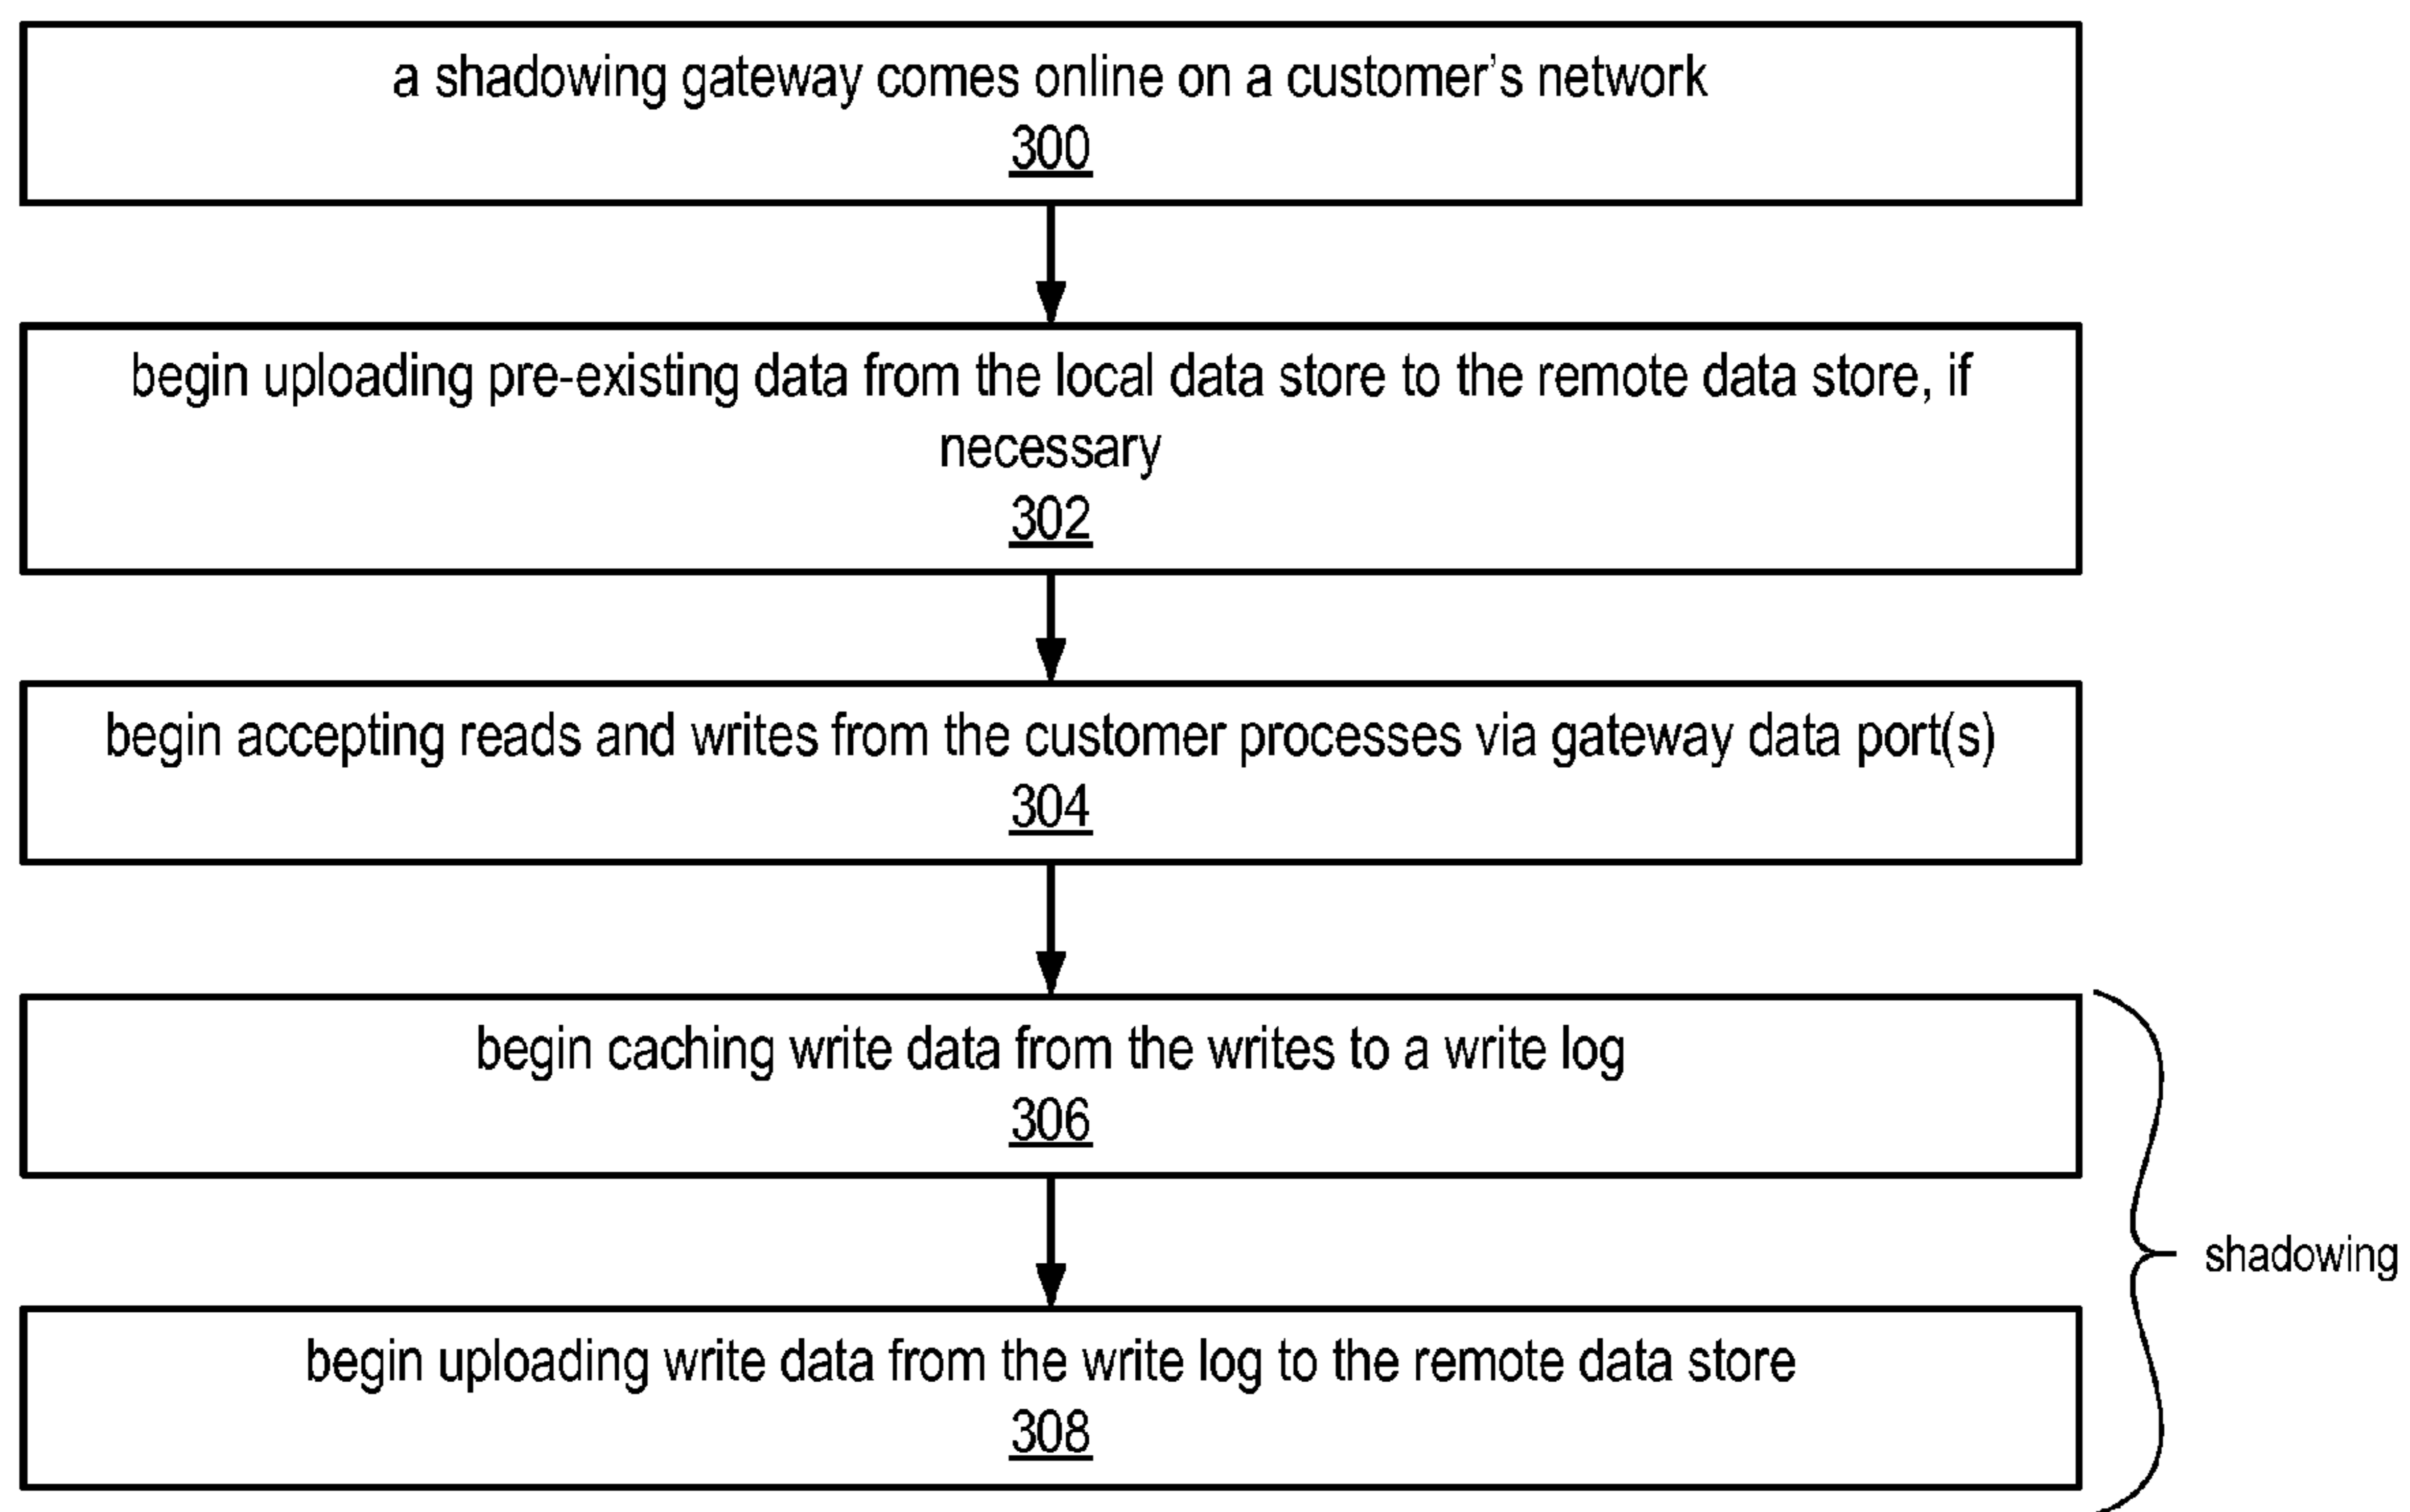 a shadowing gateway comes online on a customer's network
300
begin uploading pre-existing data from the local data store to the remote data store, if
necessary
302
begin accepting reads and writes from the customer processes via gateway data port(s)
304
begin caching write data from the writes to a write log
306
shadowing
begin uploading write data from the write log to the remote data store
308